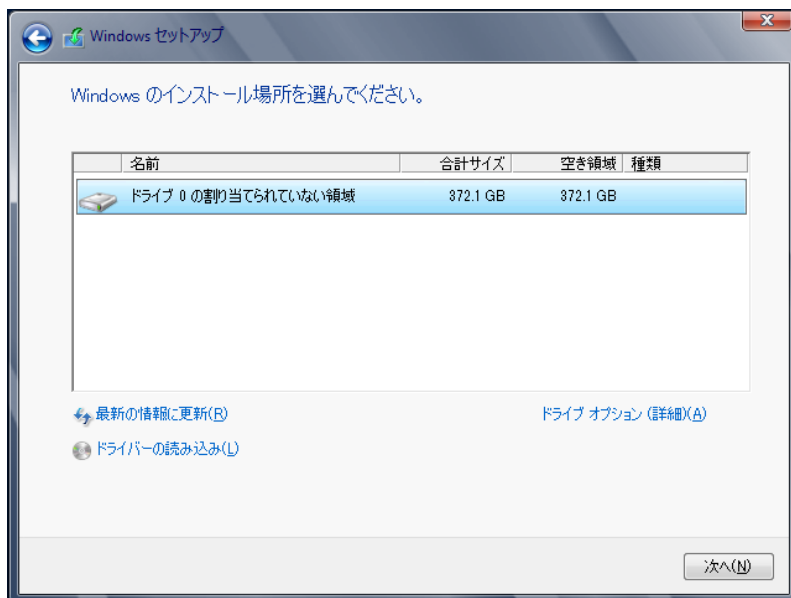 Windows セットアップ
Windows のインストール場所を選んでください。
名前 合計サイズ 空き領域 種類
ドライブ 0 の割り当てられていない領域 372.1 GB 372.1 GB
最新の情報に更新(R) ドライブ オプション (詳細)(A)
ドライバーの読み込み(L)
次へ(N)